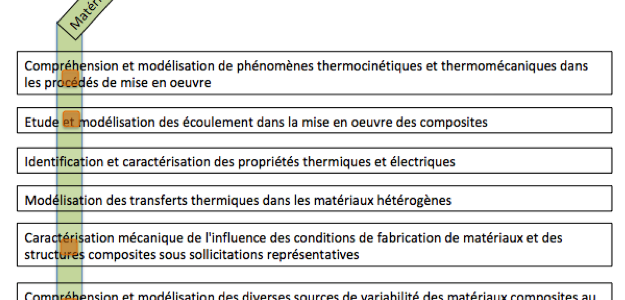 Matéri
Compréhension et modélisation de phénomènes thermocinétiques et thermomécaniques dans
les procédés de mise en oeuvre
Etude et modélisation des écoulement dans la mise en oeuvre des composites
Identification et caractérisation des propriétés thermiques et électriques
Modélisation des transferts thermiques dans les matériaux hétérogènes
Caractérisation mécanique de l'influence des conditions de fabrication de matériaux et des
structures composites sous sollicitations représentatives
Compréhension et modélisation des diverses sources de variabilité des matériaux composites au